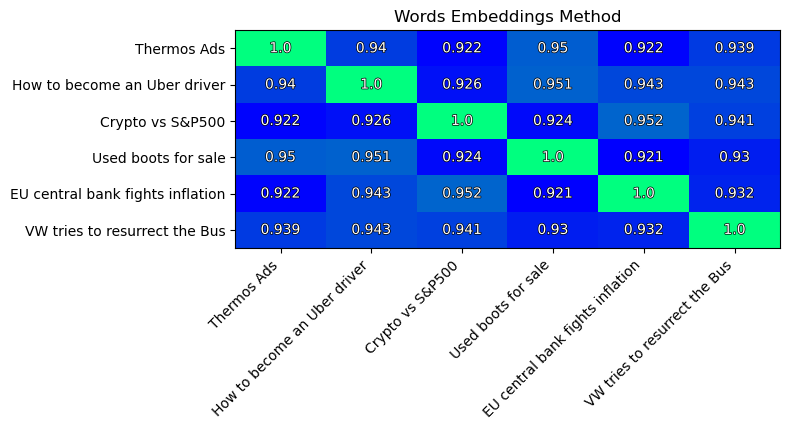 Words Embeddings Method
Thermos Ads 1.0 0.94 0.922 0.95 0.922 0.939
How to become an Uber driver 0.94 1.0 0.926 0.951 0.943 0.943
Crypto vs S&P500 0.922 0.926 1.0 0.924 0.952 0.941
Used boots for sale 0.95 0.951 0.924 1.0 0.921 0.93
EU central bank fights inflation 0.922 0.943 0.952 0.921 1.0 0.932
VW tries to resurrect the Bus 0.939 0.943 0.941 0.93 0.932 1.0
Thermos Ads
How to become an Uber driver
Crypto vs S&P500
Used boots for sale
EU central bank fights inflation
VW tries to resurrect the Bus